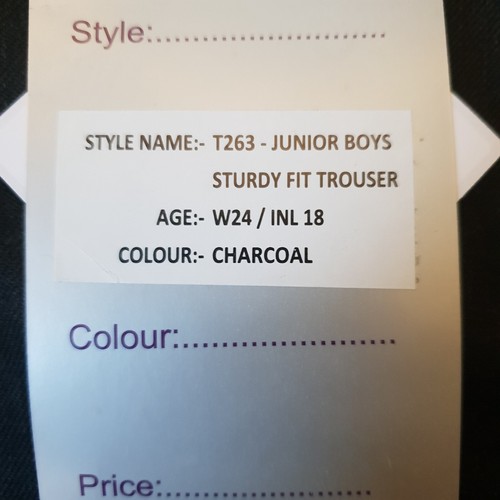 Style:.............................
STYLE NAME:- T263 - JUNIOR BOYS
STURDY FIT TROUSER
AGE:- W24 / INL 18
COLOUR:- CHARCOAL
Colour:..........................
Price:.........................